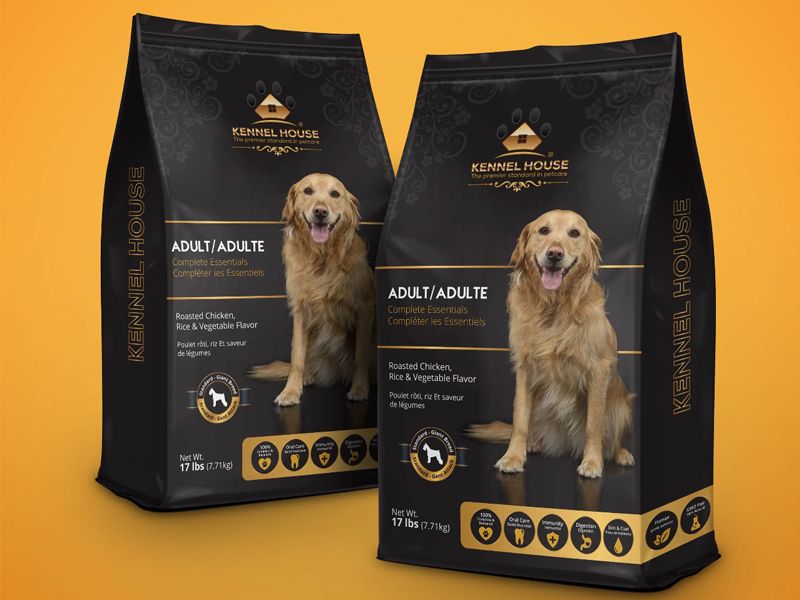 KENNEL HOUSE
KENNEL HOUSE
The premier standard in petcare
ADULT/ADULTE
Complete Essentials
Compléter les Essentiels
Roasted Chicken,
Rice & Vegetable Flavor
Poulet rôti, riz Et saveur
de légumes
Standard - Giant Breed
Net Wt.
17 lbs (7.71kg)
100%
Oral Care
Immunity
Digestion
KENNEL HOUSE
The premier standard in petcare
ADULT/ADULTE
Complete Essentials
Compléter les Essentiels
Roasted Chicken,
Rice & Vegetable Flavor
Poulet rôti, riz Et saveur
de légumes
Standard - Giant Breed
Net Wt.
17 lbs (7.71kg)
100%
Oral Care
Immunity
Digestion
Digestion
Skin & Coat
Human
KENNEL HOUSE